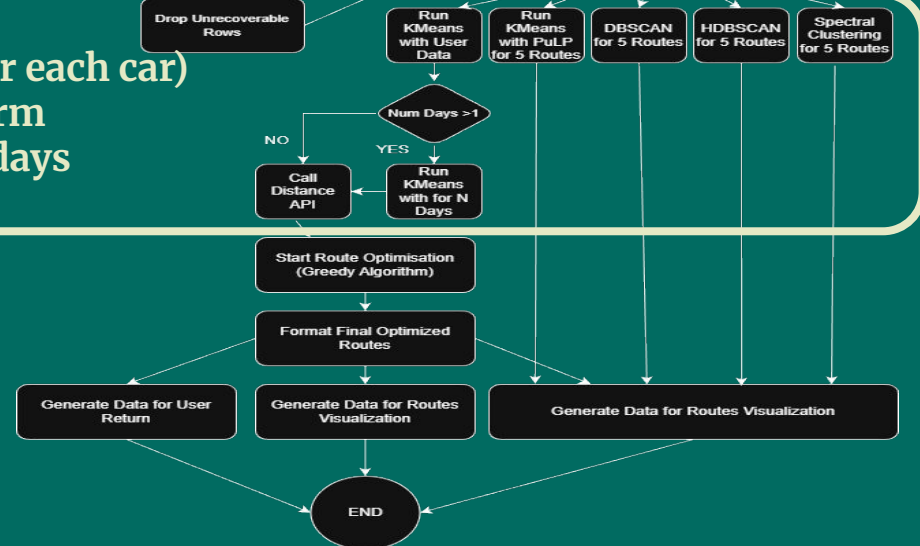 Drop Unrecoverable
Rows
Run
KMeans
with User
Data
Run
KMeans
with PuLP
for 5 Routes
DBSCAN
for 5 Routes
HDBSCAN
for 5 Routes
Spectral
Clustering
for 5 Routes
r each car)
rm
days
Num Days >1
NO
YES
Call
Distance
API
Run
KMeans
with for N
Days
Start Route Optimisation
(Greedy Algorithm)
Format Final Optimized
Routes
Generate Data for User
Return
Generate Data for Routes
Visualization
Generate Data for Routes Visualization
END